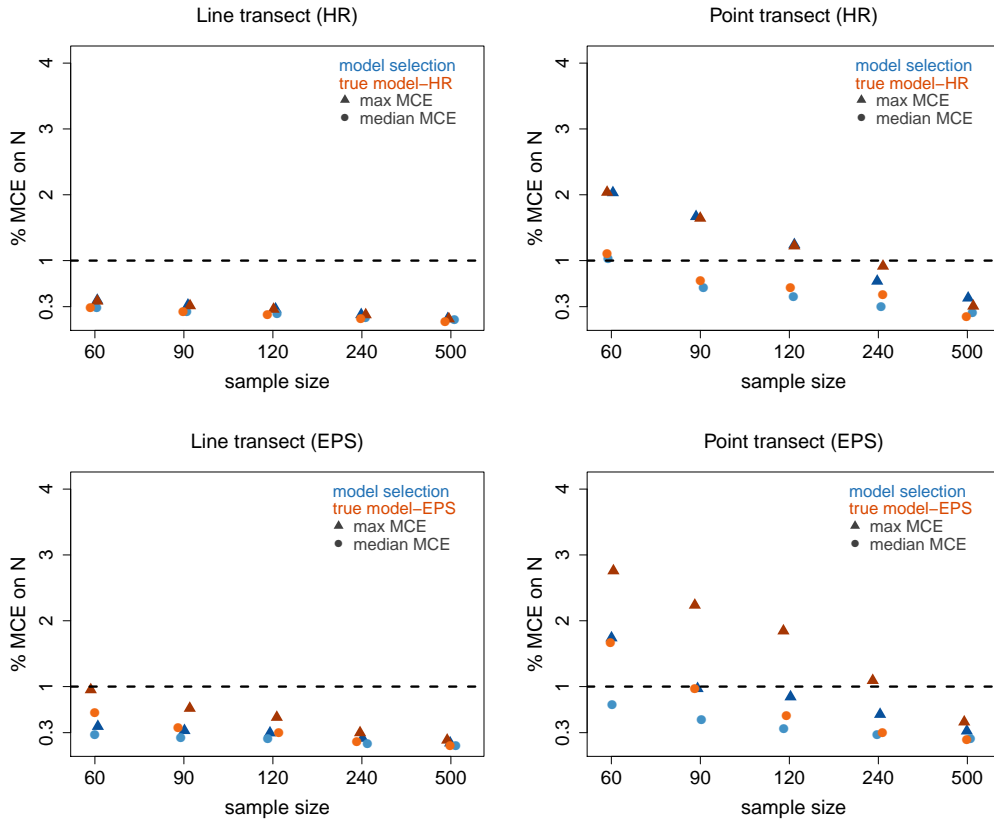 Line transect (HR)
% MCE on N
4
3
2
1
0.3
model selection
true model−HR
max MCE
median MCE
60 90 120 240 500
sample size
Point transect (HR)
% MCE on N
4
3
2
1
0.3
model selection
true model−HR
max MCE
median MCE
60 90 120 240 500
sample size
Line transect (EPS)
% MCE on N
4
3
2
1
0.3
model selection
true model−EPS
max MCE
median MCE
60 90 120 240 500
sample size
Point transect (EPS)
% MCE on N
4
3
2
1
0.3
model selection
true model−EPS
max MCE
median MCE
60 90 120 240 500
sample size